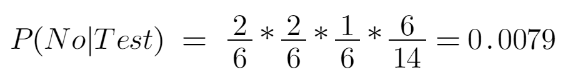 P(No|Test) = 2/6 * 2/6 * 1/6 * 6/14 = 0.0079